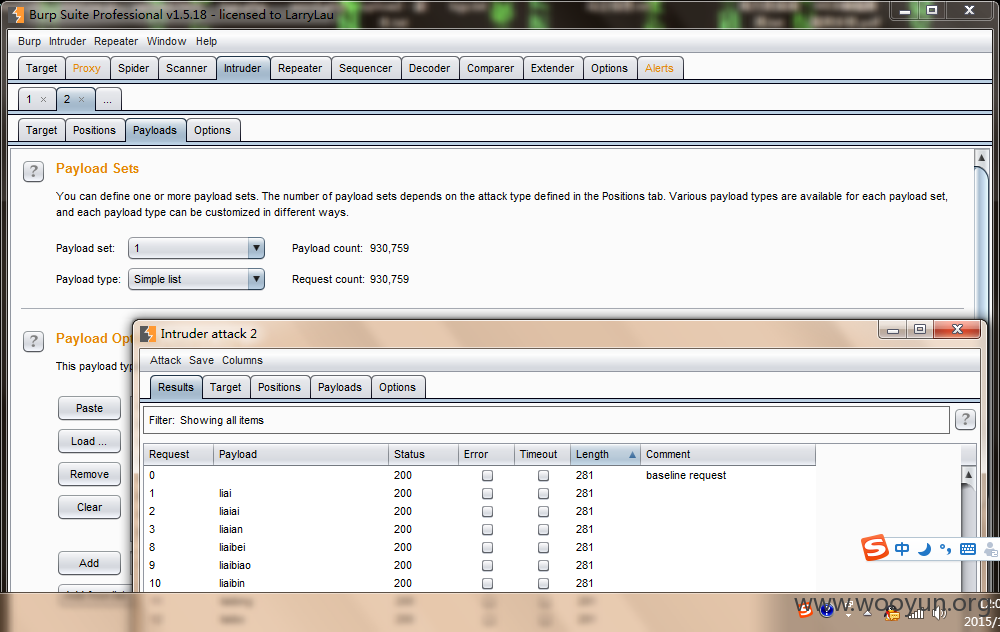 Burp Suite Professional v1.5.18 - licensed to LarryLau
Burp Intruder Repeater Window Help
Target Proxy Spider Scanner Intruder Repeater Sequencer Decoder Comparer Extender Options Alerts
1 × 2 × ...
Target Positions Payloads Options
? Payload Sets
You can define one or more payload sets. The number of payload sets depends on the attack type defined in the Positions tab. Various payload types are available for each payload set,
and each payload type can be customized in different ways.
Payload set: 1 Payload count: 930,759
Payload type: Simple list Request count: 930,759
? Payload
This payload
Paste
Load ...
Remove
Clear
Add
Intruder attack 2
Attack Save Columns
Results Target Positions Payloads Options
Filter: Showing all items ?
Request Payload Status Error Timeout Length Comment
0 200 281 baseline request
1 liai 200 281
2 liaiai 200 281
3 liaian 200 281
8 liaibei 200 281
9 liaibiao 200 281
10 liaibin 200 281
中
www.wooyun.org